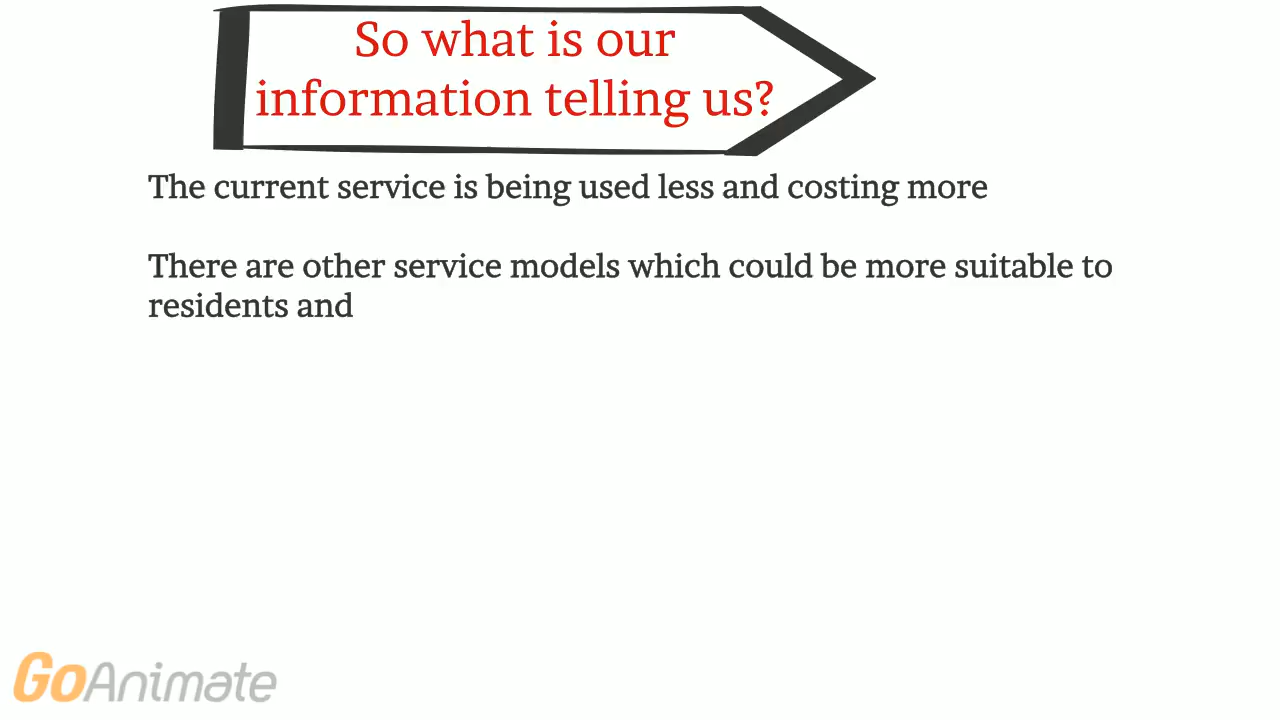 So what is our
information telling us?
The current service is being used less and costing more
There are other service models which could be more suitable to
residents and
GoAnimate